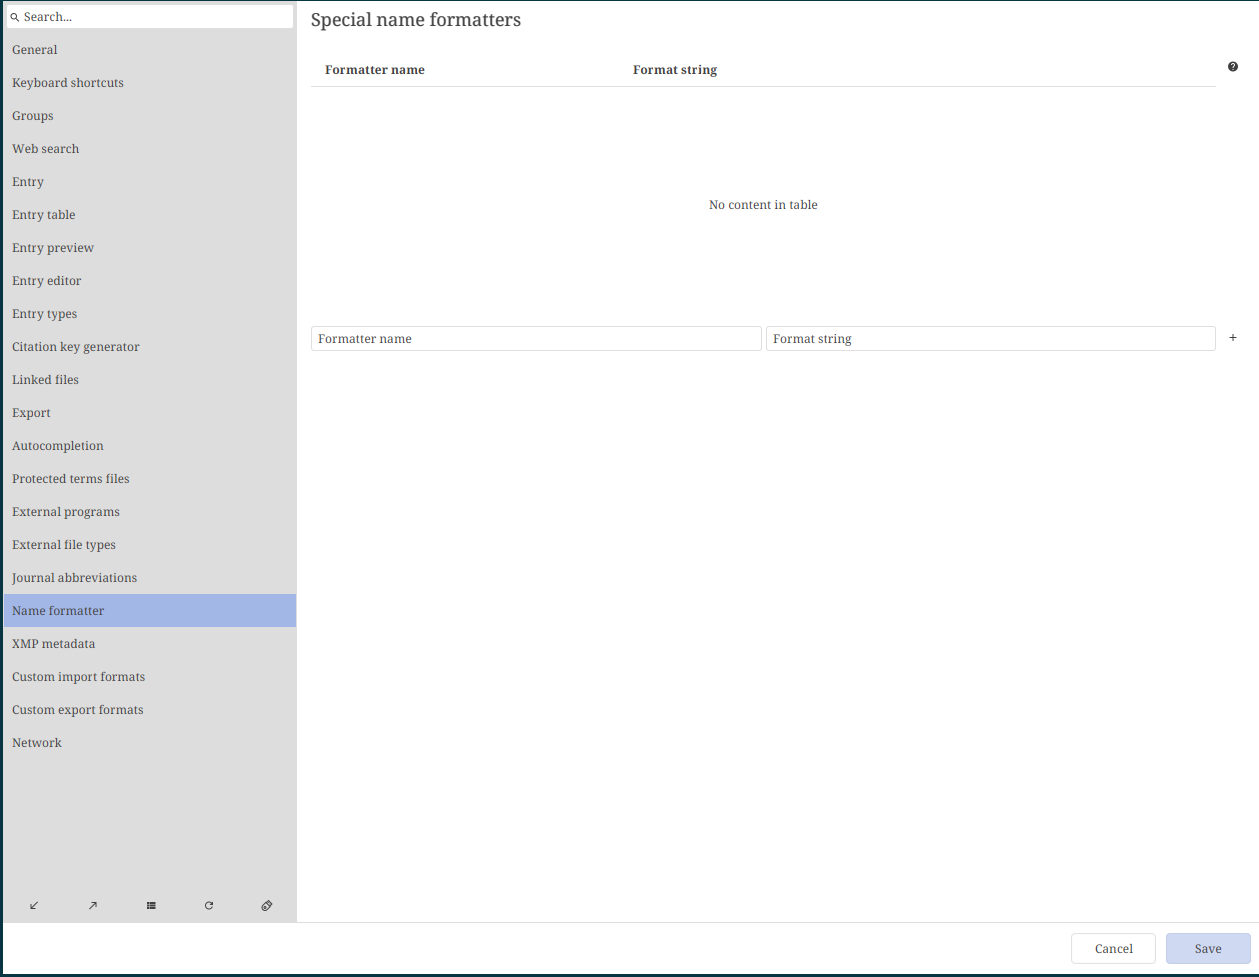 Search...
General
Keyboard shortcuts
Groups
Web search
Entry
Entry table
Entry preview
Entry editor
Entry types
Citation key generator
Linked files
Export
Autocompletion
Protected terms files
External programs
External file types
Journal abbreviations
Name formatter
XMP metadata
Custom import formats
Custom export formats
Network
Special name formatters
Formatter name Format string
No content in table
Formatter name Format string +
Cancel Save